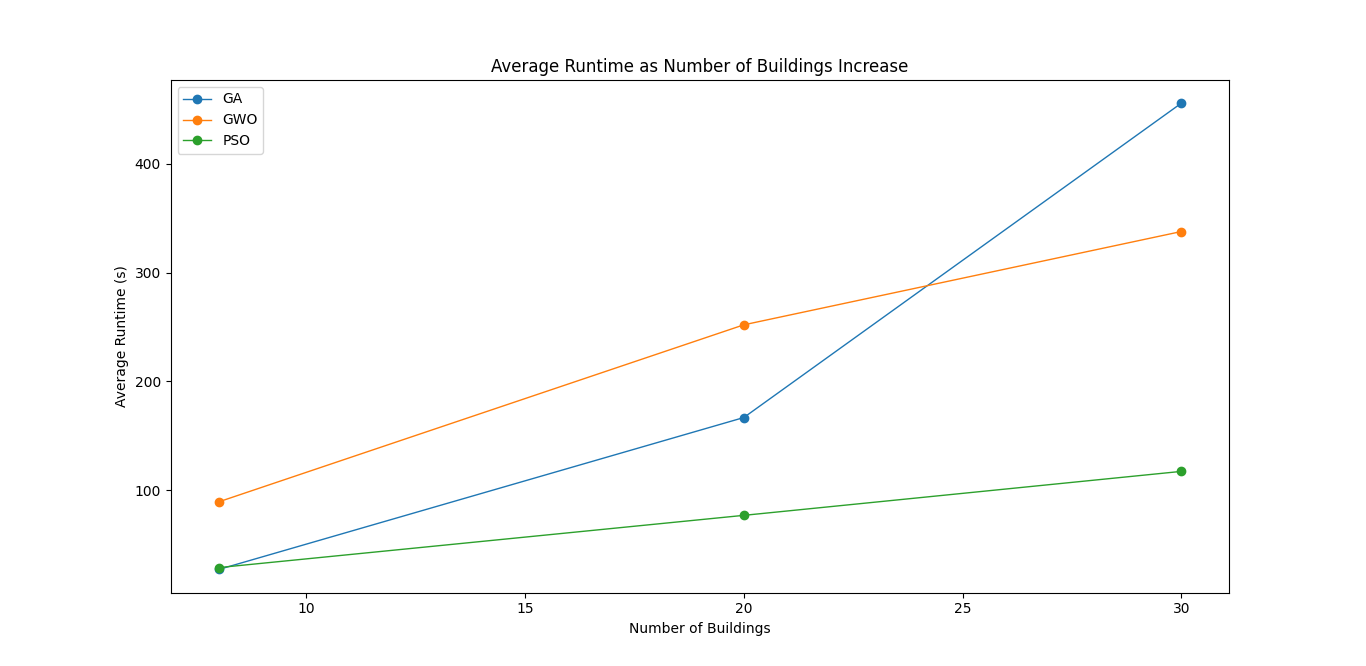 Average Runtime as Number of Buildings Increase
GA
GWO
PSO
Average Runtime (s)
400
300
200
100
10
15
20
25
30
Number of Buildings